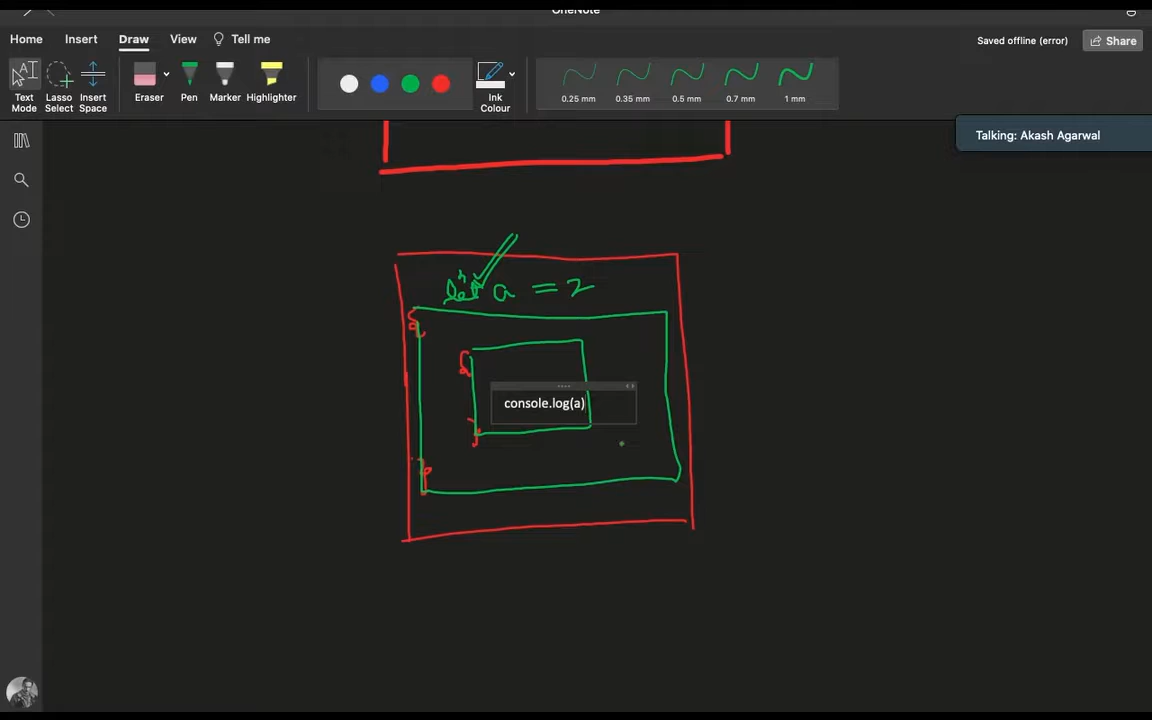 OneNote
Home Insert Draw View Tell me
Saved offline (error) Share
Text Mode
Lasso Select
Insert Space
Eraser
Pen
Marker
Highlighter
Ink Colour
0.25 mm
0.35 mm
0.5 mm
0.7 mm
1 mm
Talking: Akash Agarwal
a = 2
console.log(a)